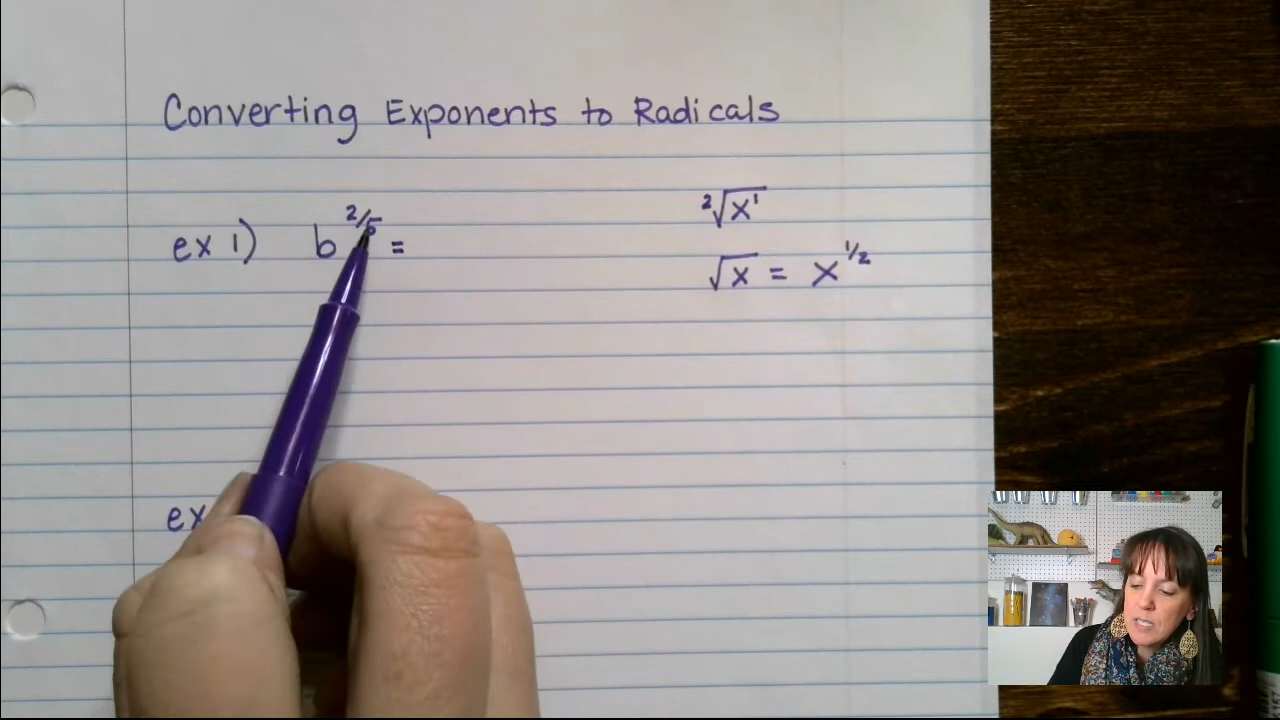 Converting Exponents to Radicals
ex 1) b^2/5 =
²√x¹
√x = x^1/2
ex